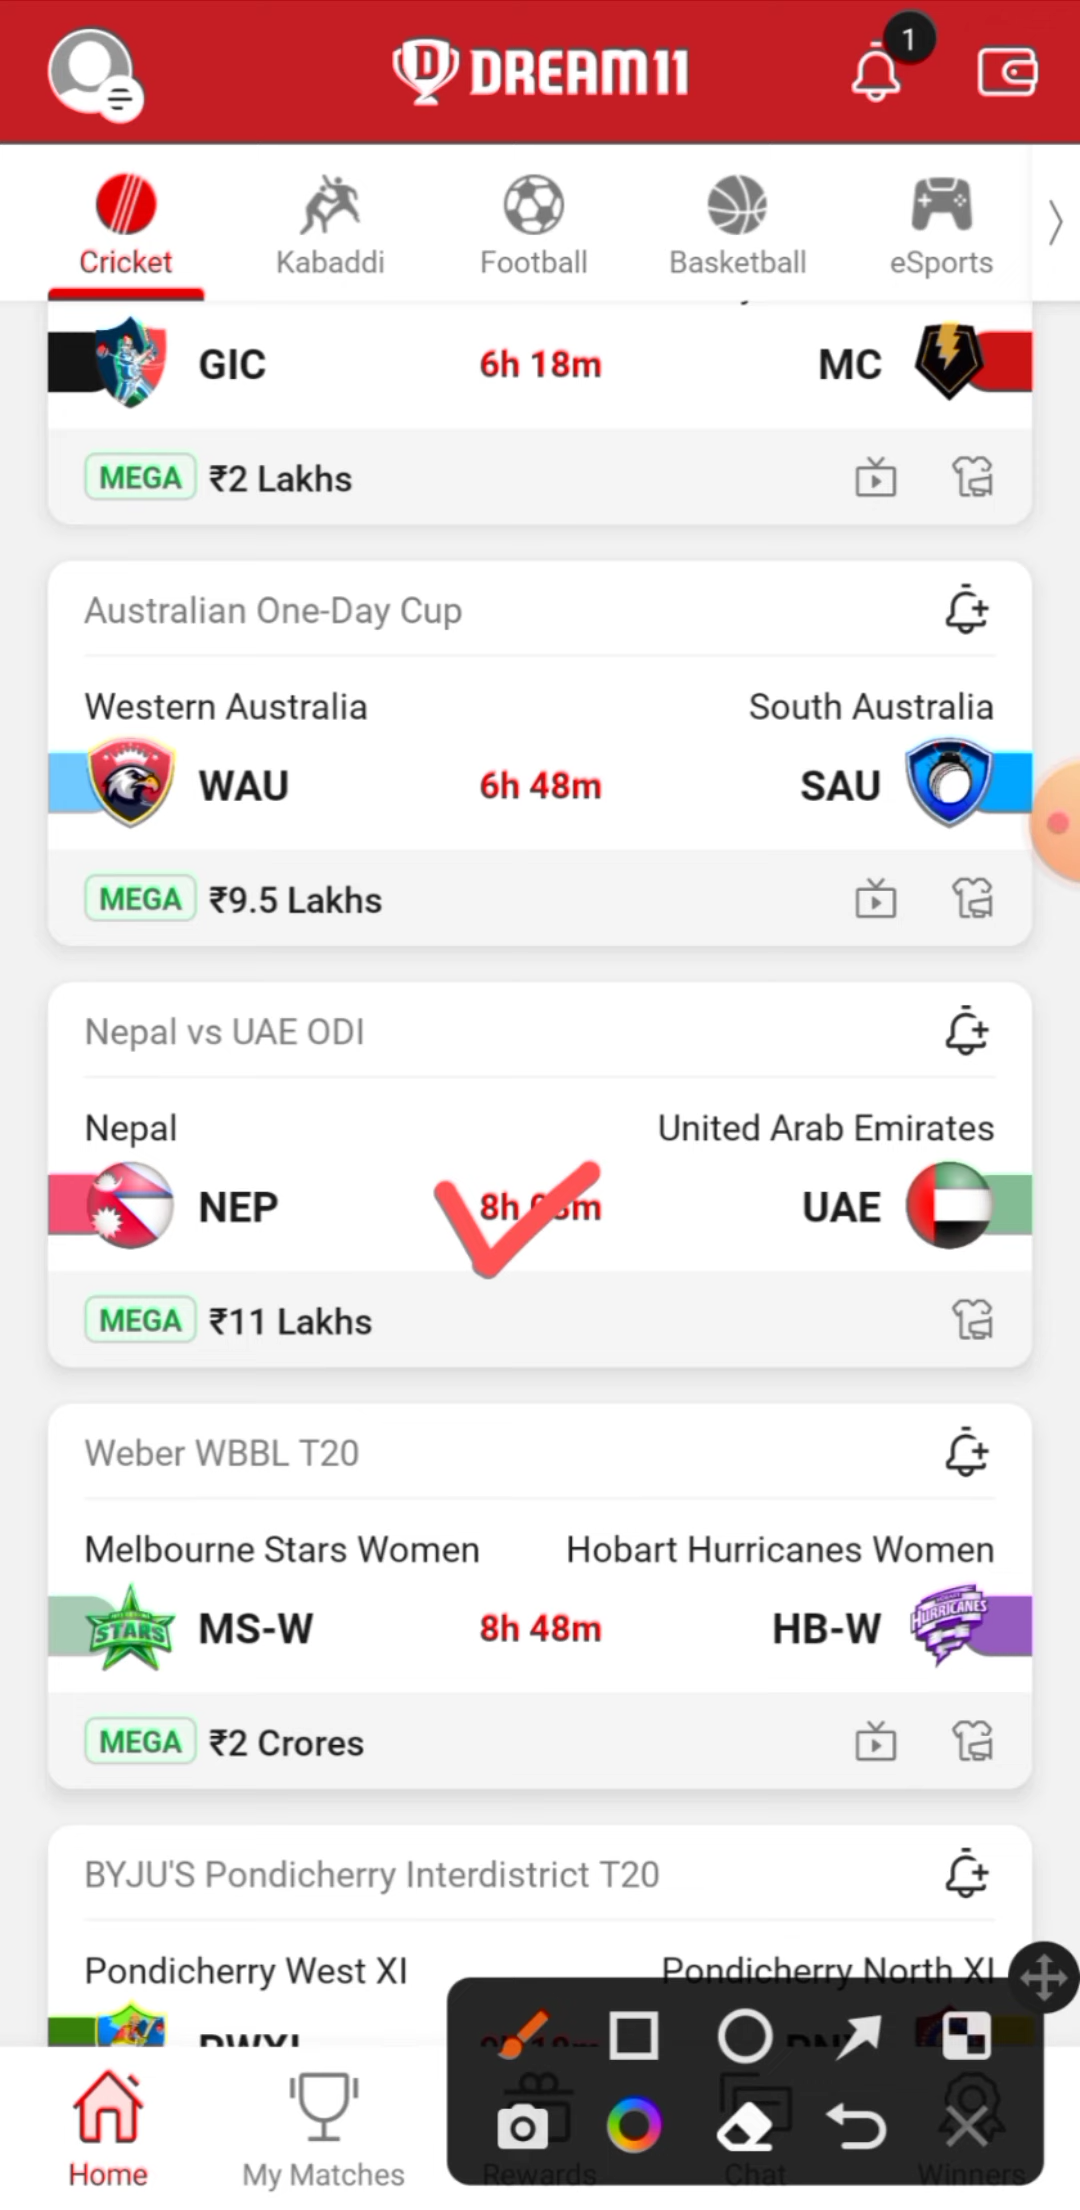 DREAM11
1
Cricket
Kabaddi
Football
Basketball
eSports
GIC
6h 18m
MC
MEGA
₹2 Lakhs
Australian One-Day Cup
Western Australia
South Australia
WAU
6h 48m
SAU
MEGA
₹9.5 Lakhs
Nepal vs UAE ODI
Nepal
United Arab Emirates
NEP
8h
UAE
MEGA
₹11 Lakhs
Weber WBBL T20
Melbourne Stars Women
Hobart Hurricanes Women
STARS
MS-W
8h 48m
HB-W
HURRICANES
MEGA
₹2 Crores
BYJU'S Pondicherry Interdistrict T20
Pondicherry West XI
Pondicherry North XI
Home
My Matches
Rewards
Chat
Winners